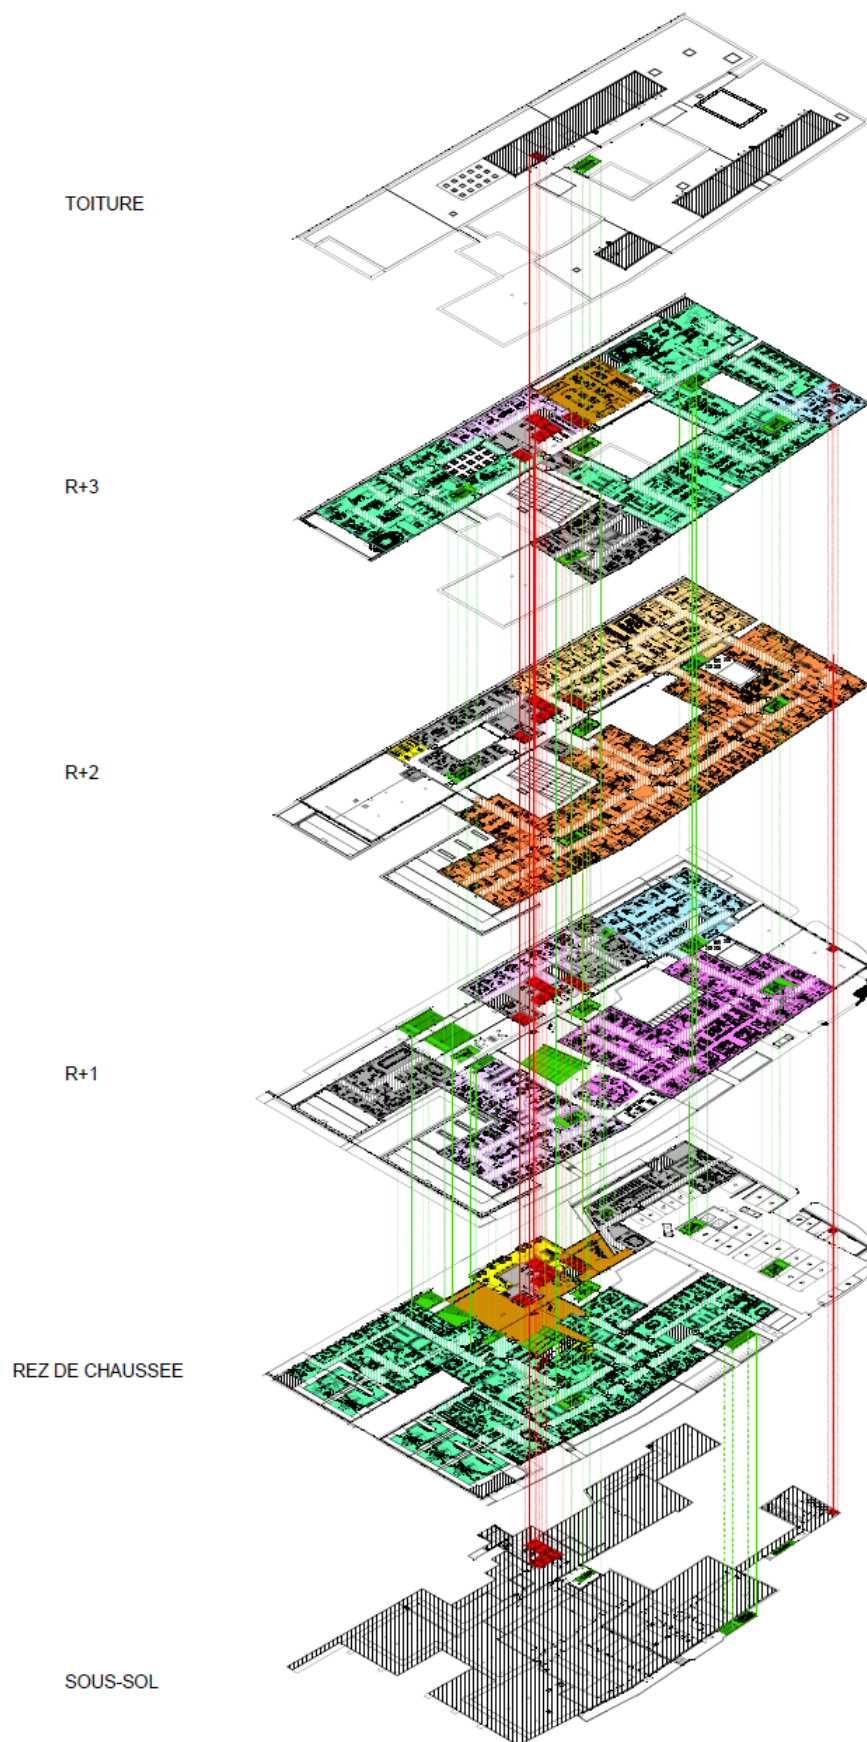 TOITURE
R+3
R+2
R+1
REZ DE CHAUSSEE
SOUS-SOL